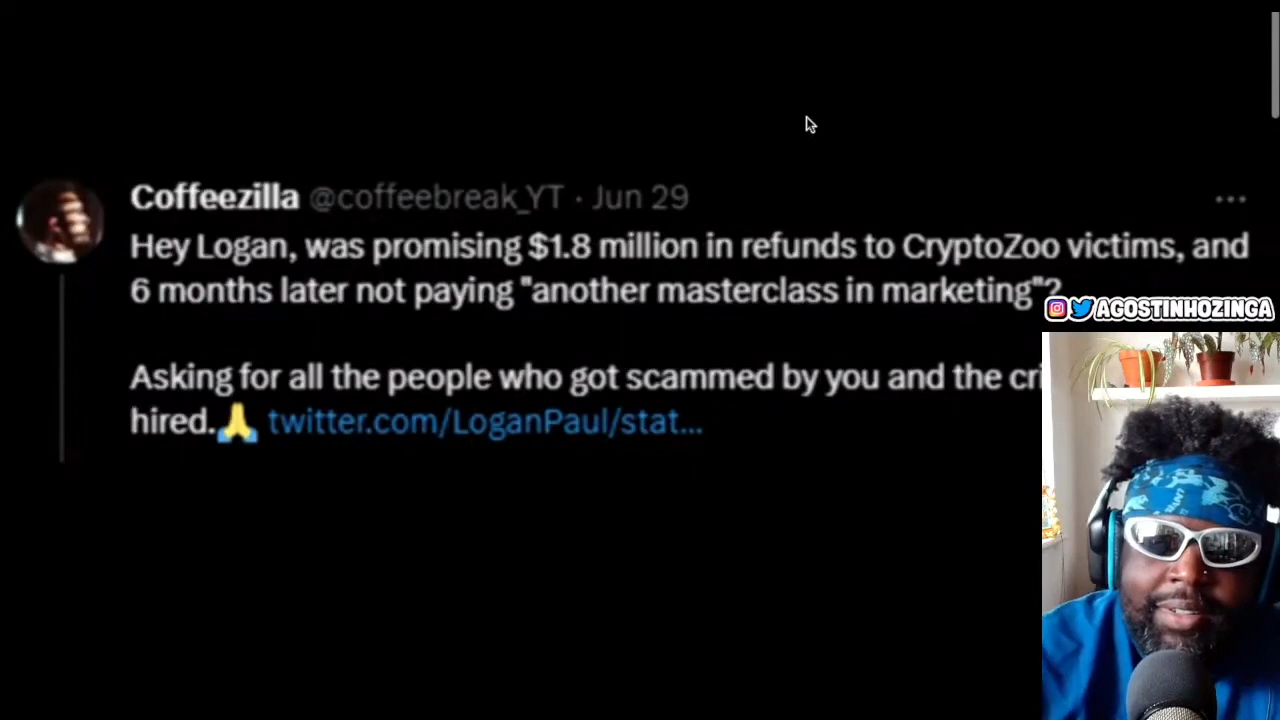 Coffeezilla @coffeebreak_YT · Jun 29
Hey Logan, was promising $1.8 million in refunds to CryptoZoo victims, and
6 months later not paying "another masterclass in marketing"?
AGOSTINHOZINGA
Asking for all the people who got scammed by you and the
hired.🙏 twitter.com/LoganPaul/stat...